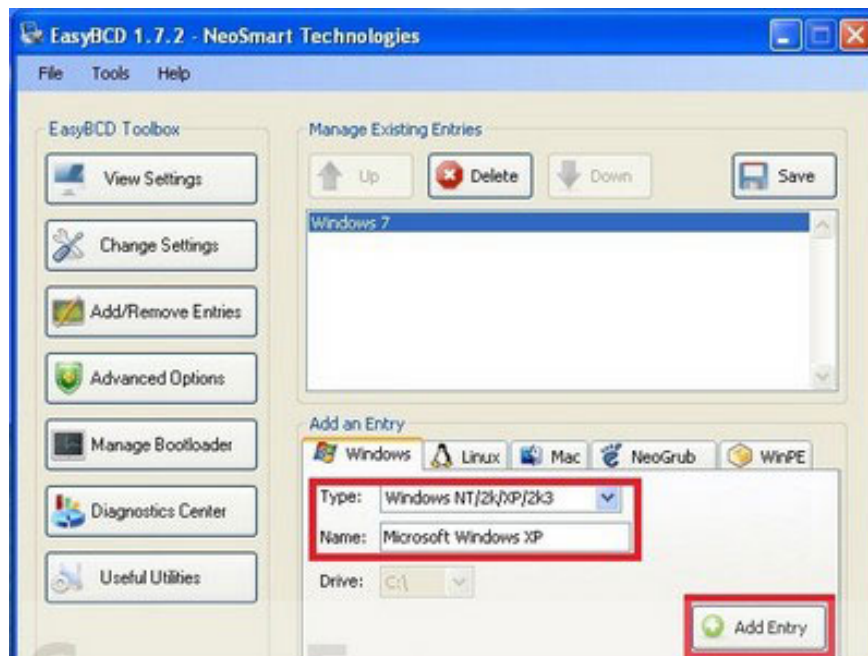 EasyBCD 1.7.2 - NeoSmart Technologies
File Tools Help
EasyBCD Toolbox
View Settings
Change Settings
Add/Remove Entries
Advanced Options
Manage Bootloader
Diagnostics Center
Useful Utilities
Manage Existing Entries
Up Delete Down Save
Windows 7
Add an Entry
Windows Linux Mac NeoGrub WinPE
Type: Windows NT/2k/XP/2k3
Name: Microsoft Windows XP
Drive: C:\
Add Entry